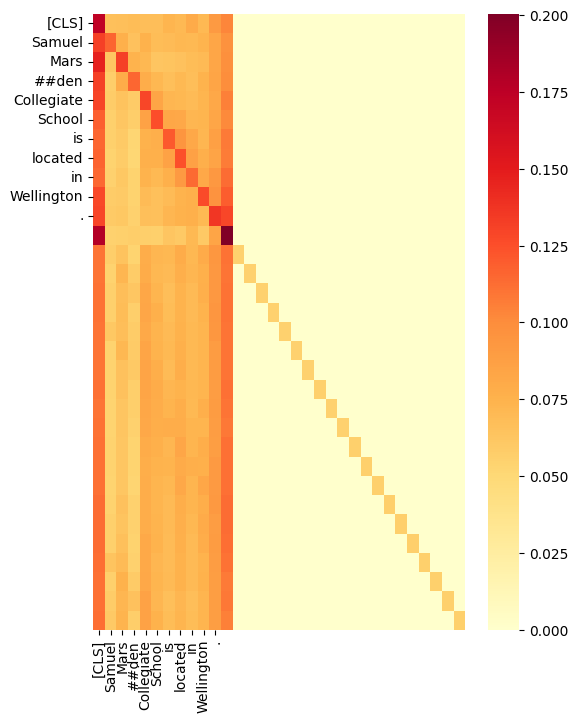 [CLS]
Samuel
Mars
##den
Collegiate
School
is
located
in
Wellington
.
[CLS]
Samuel
Mars
##den
Collegiate
School
is
located
in
Wellington
.
0.200
0.175
0.150
0.125
0.100
0.075
0.050
0.025
0.000